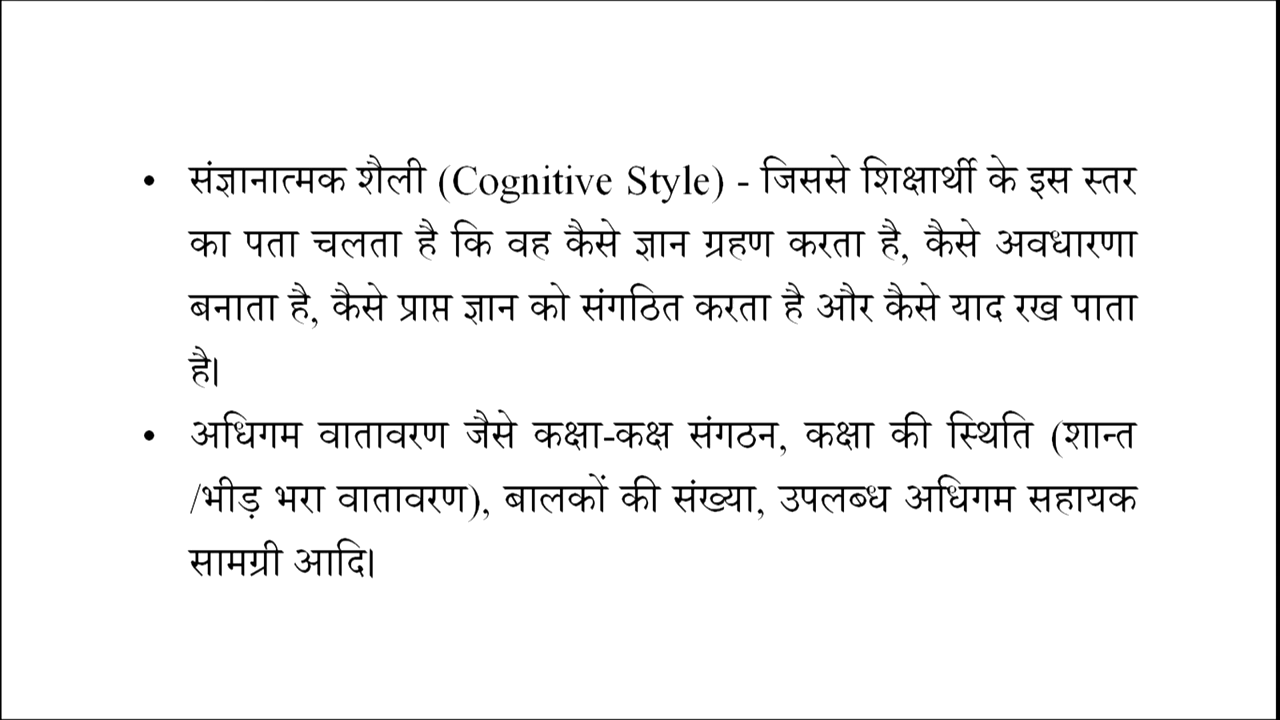 • संज्ञानात्मक शैली (Cognitive Style) - जिससे शिक्षार्थी के इस स्तर
का पता चलता है कि वह कैसे ज्ञान ग्रहण करता है, कैसे अवधारणा
बनाता है, कैसे प्राप्त ज्ञान को संगठित करता है और कैसे याद रख पाता
है।
• अधिगम वातावरण जैसे कक्षा-कक्ष संगठन, कक्षा की स्थिति (शान्त
/भीड़ भरा वातावरण), बालकों की संख्या, उपलब्ध अधिगम सहायक
सामग्री आदि।